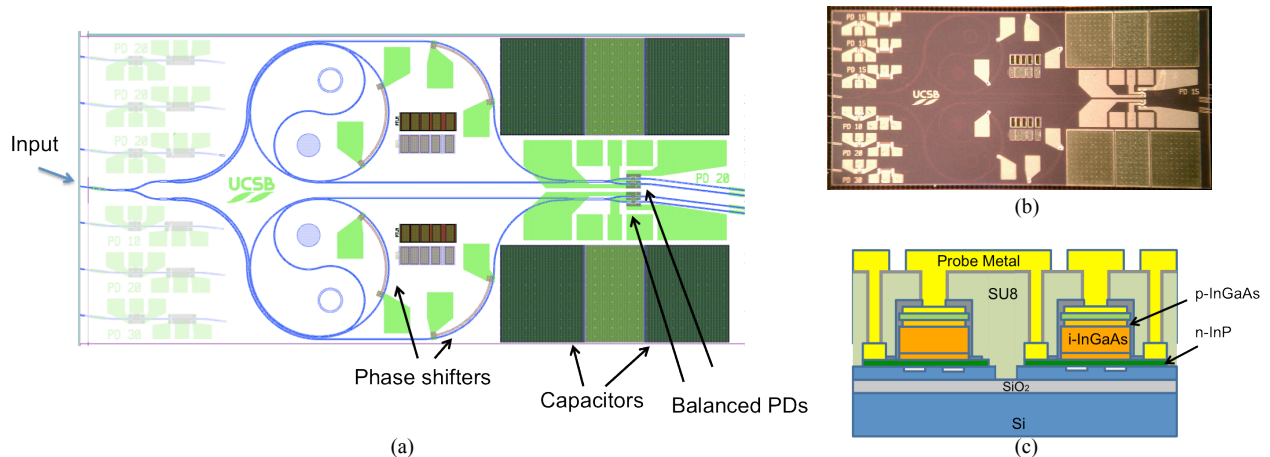 PD 20
PD 20
PD 20
Input
UCSB
PD 20
PD 10
PD 20
PD 30
Phase shifters
Capacitors
Balanced PDs
(a)
PD 15
PD 15
PD 15
UCSB
PD 15
PD 10
PD 20
PD 30
(b)
Probe Metal
SU8
p-InGaAs
i-InGaAs
n-InP
SiO₂
Si
(c)